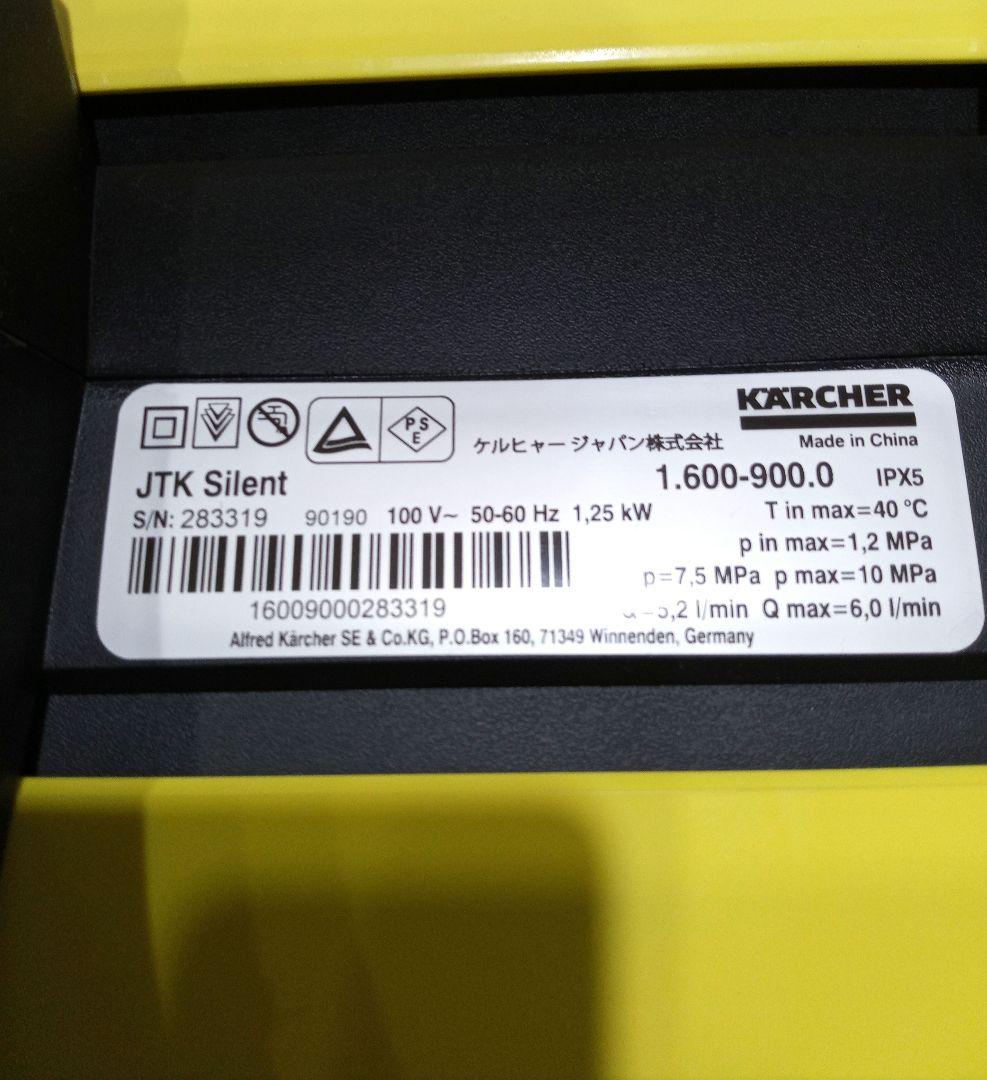 KÄRCHER
PS
E
ケルヒャー ジャパン株式会社
Made in China
JTK Silent
1.600-900.0 IPX5
S/N: 283319 90190 100 V~ 50-60 Hz 1,25 kW
T in max=40 °C
p in max=1,2 MPa
p=7,5 MPa p max=10 MPa
16009000283319
l/min Q max=6,0 l/min
Alfred Kärcher SE & Co.KG, P.O.Box 160, 71349 Winnenden, Germany